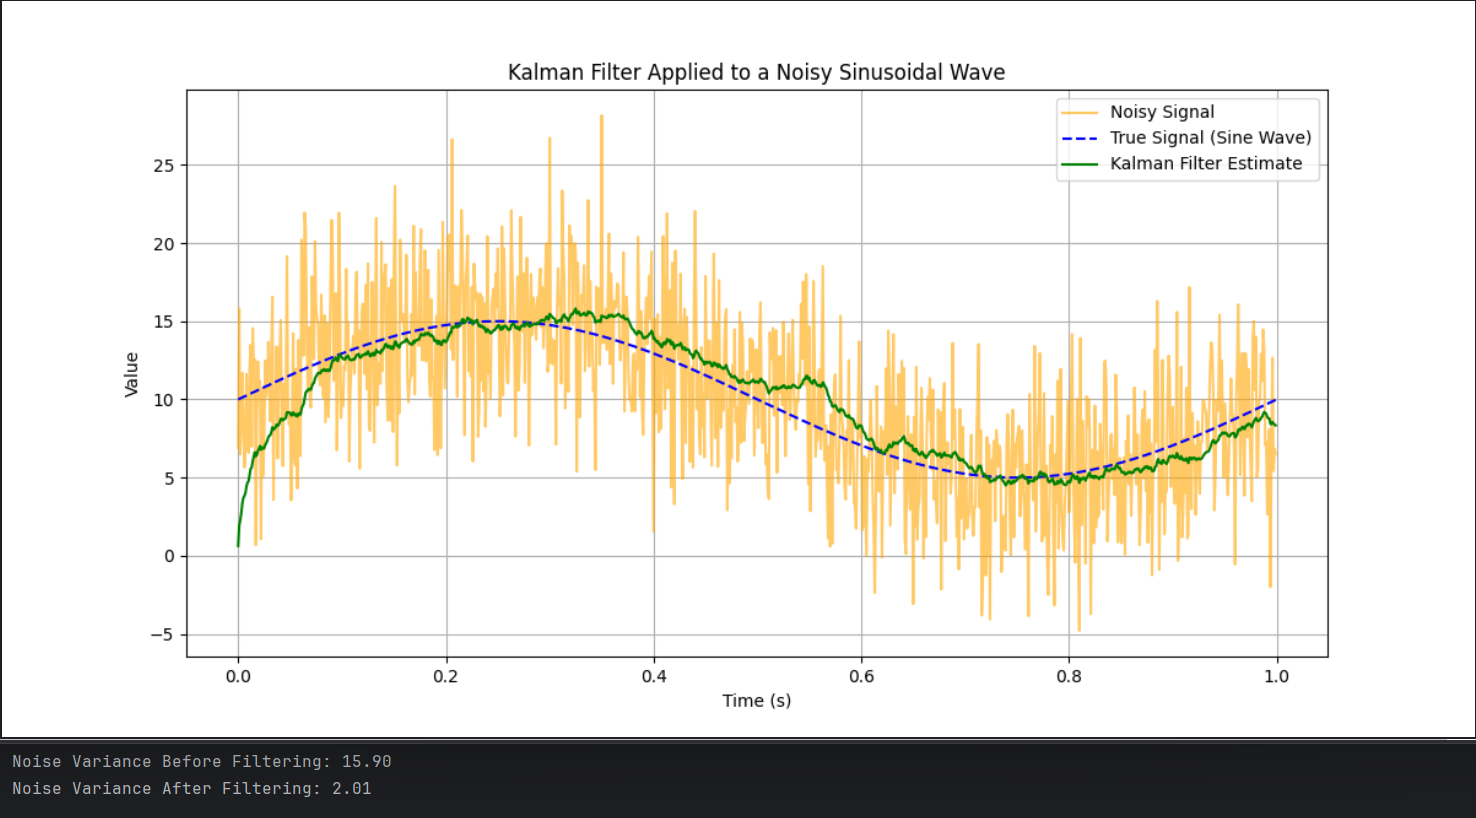 Kalman Filter Applied to a Noisy Sinusoidal Wave
Noisy Signal
True Signal (Sine Wave)
Kalman Filter Estimate
Value
25
20
15
10
5
0
−5
0.0 0.2 0.4 0.6 0.8 1.0
Time (s)
Noise Variance Before Filtering: 15.90
Noise Variance After Filtering: 2.01